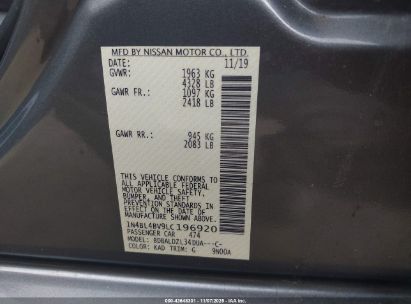 MFD BY NISSAN MOTOR CO., LTD.
DATE: 11/19
GVWR: 1963 KG
4328 LB
GAWR FR.: 1097 KG
2418 LB
GAWR RR.: 945 KG
2083 LB
THIS VEHICLE CONFORMS TO ALL
APPLICABLE FEDERAL
MOTOR VEHICLE SAFETY,
BUMPER, AND THEFT
PREVENTION STANDARDS IN
EFFECT ON THE DATE OF
MANUFACTURE SHOWN ABOVE.
1N4BL4BV9LC196920
PASSENGER CAR 474
MODEL: BDBALDZL34DUA---C-
COLOR: KAD TRIM: G 9N00A